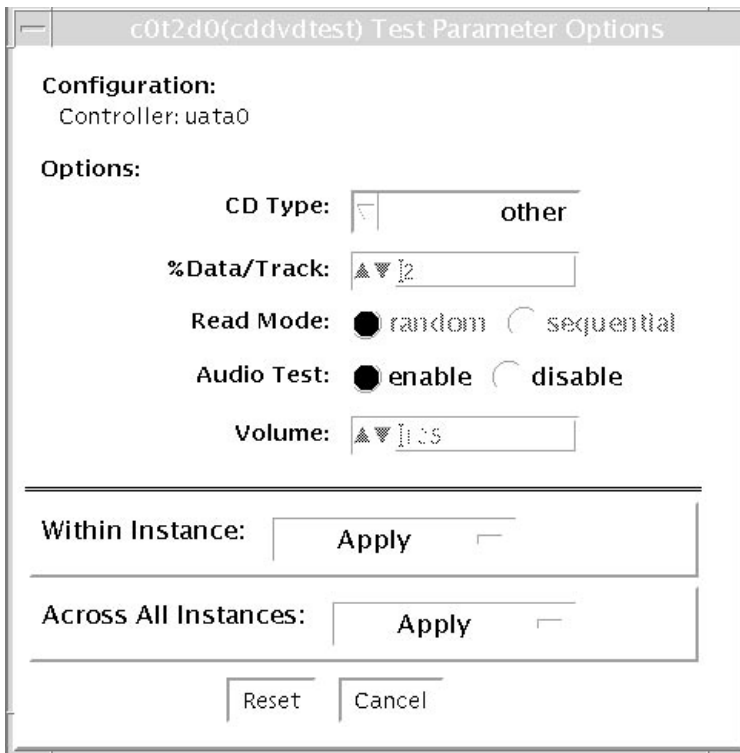 c0t2d0(cddvdtest) Test Parameter Options
Configuration:
Controller: uata0
Options:
CD Type: other
%Data/Track: 2
Read Mode: random sequential
Audio Test: enable disable
Volume:
Within Instance: Apply
Across All Instances: Apply
Reset Cancel